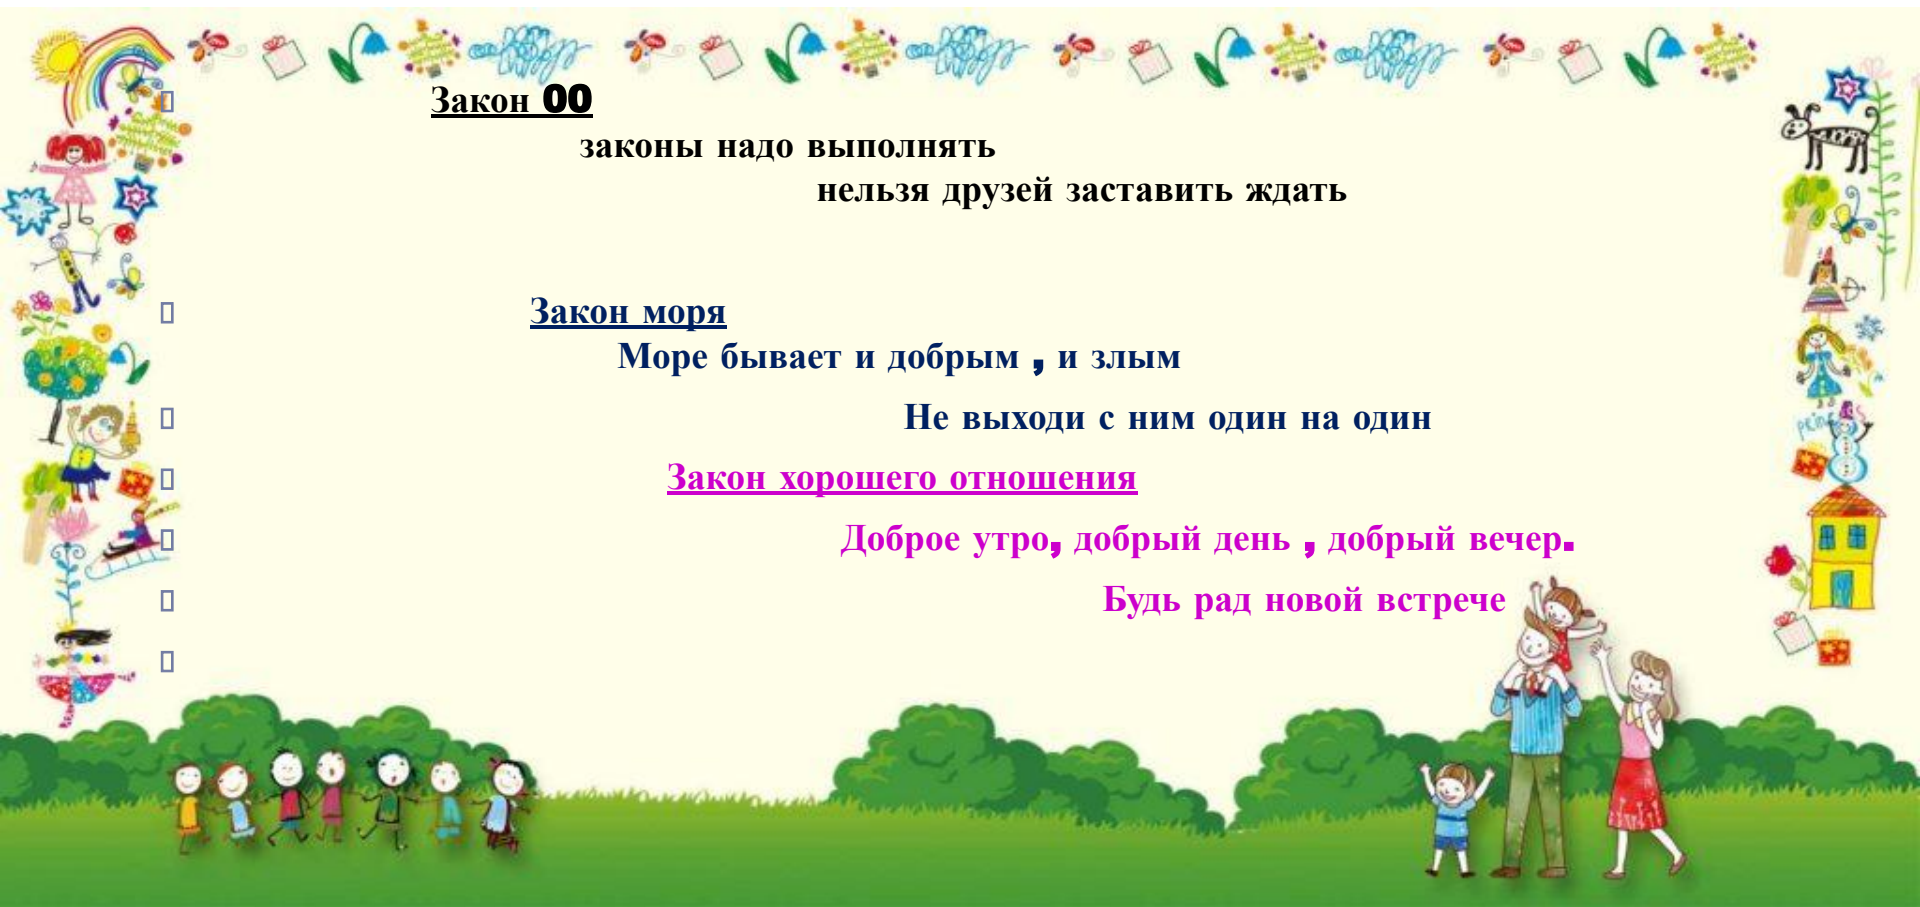 Закон 00
законы надо выполнять
нельзя друзей заставить ждать
Закон моря
Море бывает и добрым , и злым
Не выходи с ним один на один
Закон хорошего отношения
Доброе утро, добрый день , добрый вечер.
Будь рад новой встрече